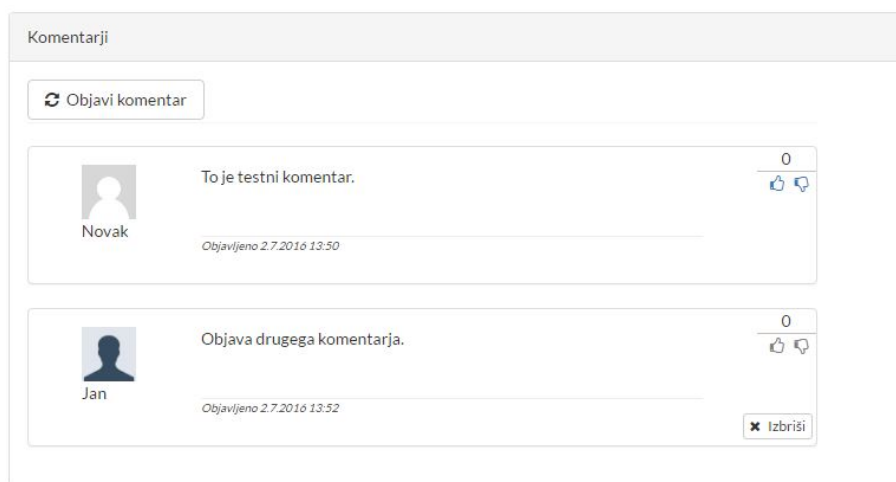 Komentarji
Objavi komentar
0
To je testni komentar.
Novak
Objavljeno 2.7.2016 13:50
0
Objava drugega komentarja.
Jan
Objavljeno 2.7.2016 13:52
Izbriši